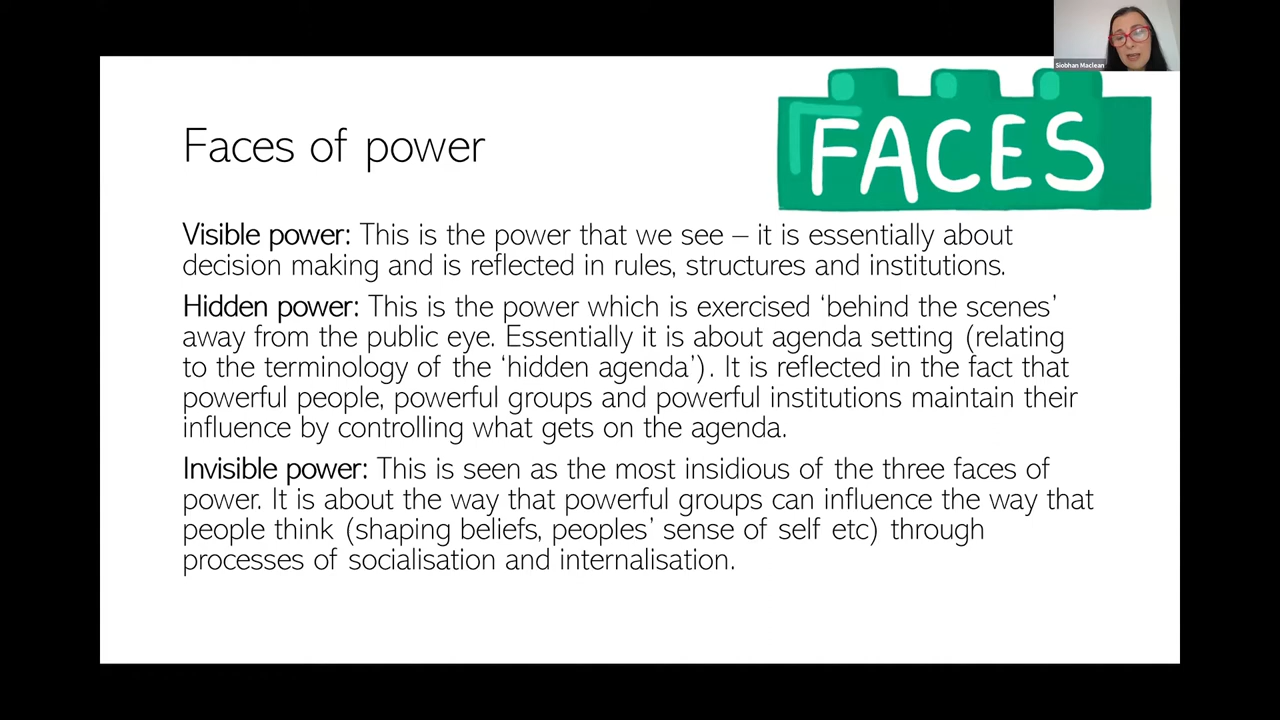 Siobhan Maclean
FACES
Faces of power
Visible power: This is the power that we see – it is essentially about
decision making and is reflected in rules, structures and institutions.
Hidden power: This is the power which is exercised ‘behind the scenes’
away from the public eye. Essentially it is about agenda setting (relating
to the terminology of the ‘hidden agenda’). It is reflected in the fact that
powerful people, powerful groups and powerful institutions maintain their
influence by controlling what gets on the agenda.
Invisible power: This is seen as the most insidious of the three faces of
power. It is about the way that powerful groups can influence the way that
people think (shaping beliefs, peoples’ sense of self etc) through
processes of socialisation and internalisation.